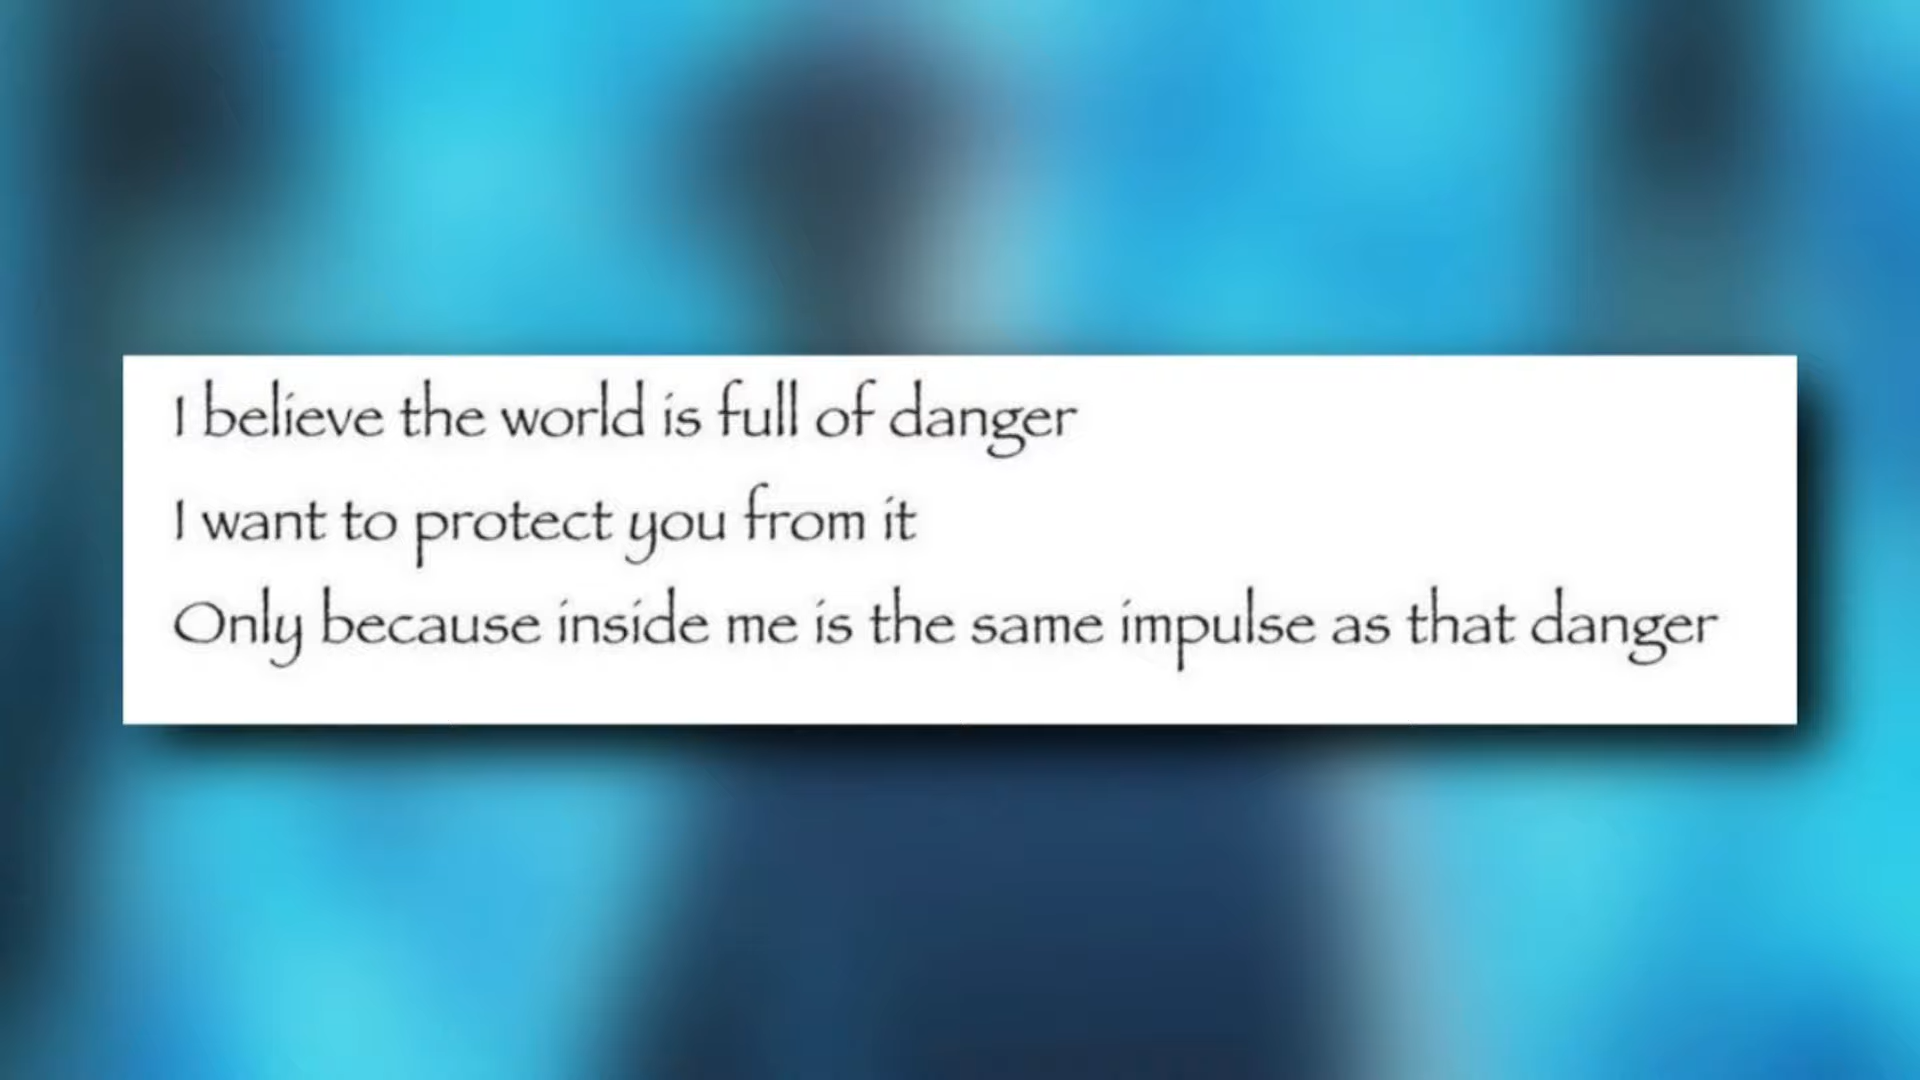 I believe the world is full of danger
I want to protect you from it
Only because inside me is the same impulse as that danger